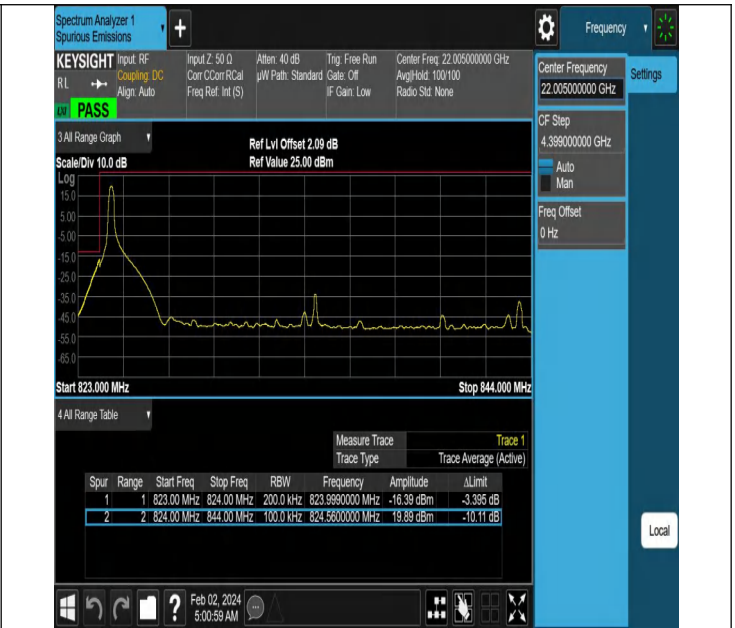 Spectrum Analyzer 1
Spurious Emissions
+
Frequency
KEYSIGHT
RL
LXI
PASS
Input: RF
Coupling: DC
Align: Auto
Input Z: 50 Ω
Corr CCorr RCal
Freq Ref: Int (S)
Atten: 40 dB
µW Path: Standard
Trig: Free Run
Gate: Off
IF Gain: Low
Center Freq: 22.005000000 GHz
Avg|Hold: 100/100
Radio Std: None
Center Frequency
22.005000000 GHz
Settings
CF Step
4.399000000 GHz
Auto
Man
Freq Offset
0 Hz
3 All Range Graph
Scale/Div 10.0 dB
Ref Lvl Offset 2.09 dB
Ref Value 25.00 dBm
Log
15.0
5.00
-5.00
-15.0
-25.0
-35.0
-45.0
-55.0
-65.0
Start 823.000 MHz
Stop 844.000 MHz
4 All Range Table
Measure Trace Trace 1
Trace Type Trace Average (Active)
Spur Range Start Freq Stop Freq RBW Frequency Amplitude ΔLimit
1 1 823.00 MHz 824.00 MHz 200.0 kHz 823.9990000 MHz -16.39 dBm -3.395 dB
2 2 824.00 MHz 844.00 MHz 100.0 kHz 824.5600000 MHz 19.89 dBm -10.11 dB
Local
?
Feb 02, 2024
5:00:59 AM